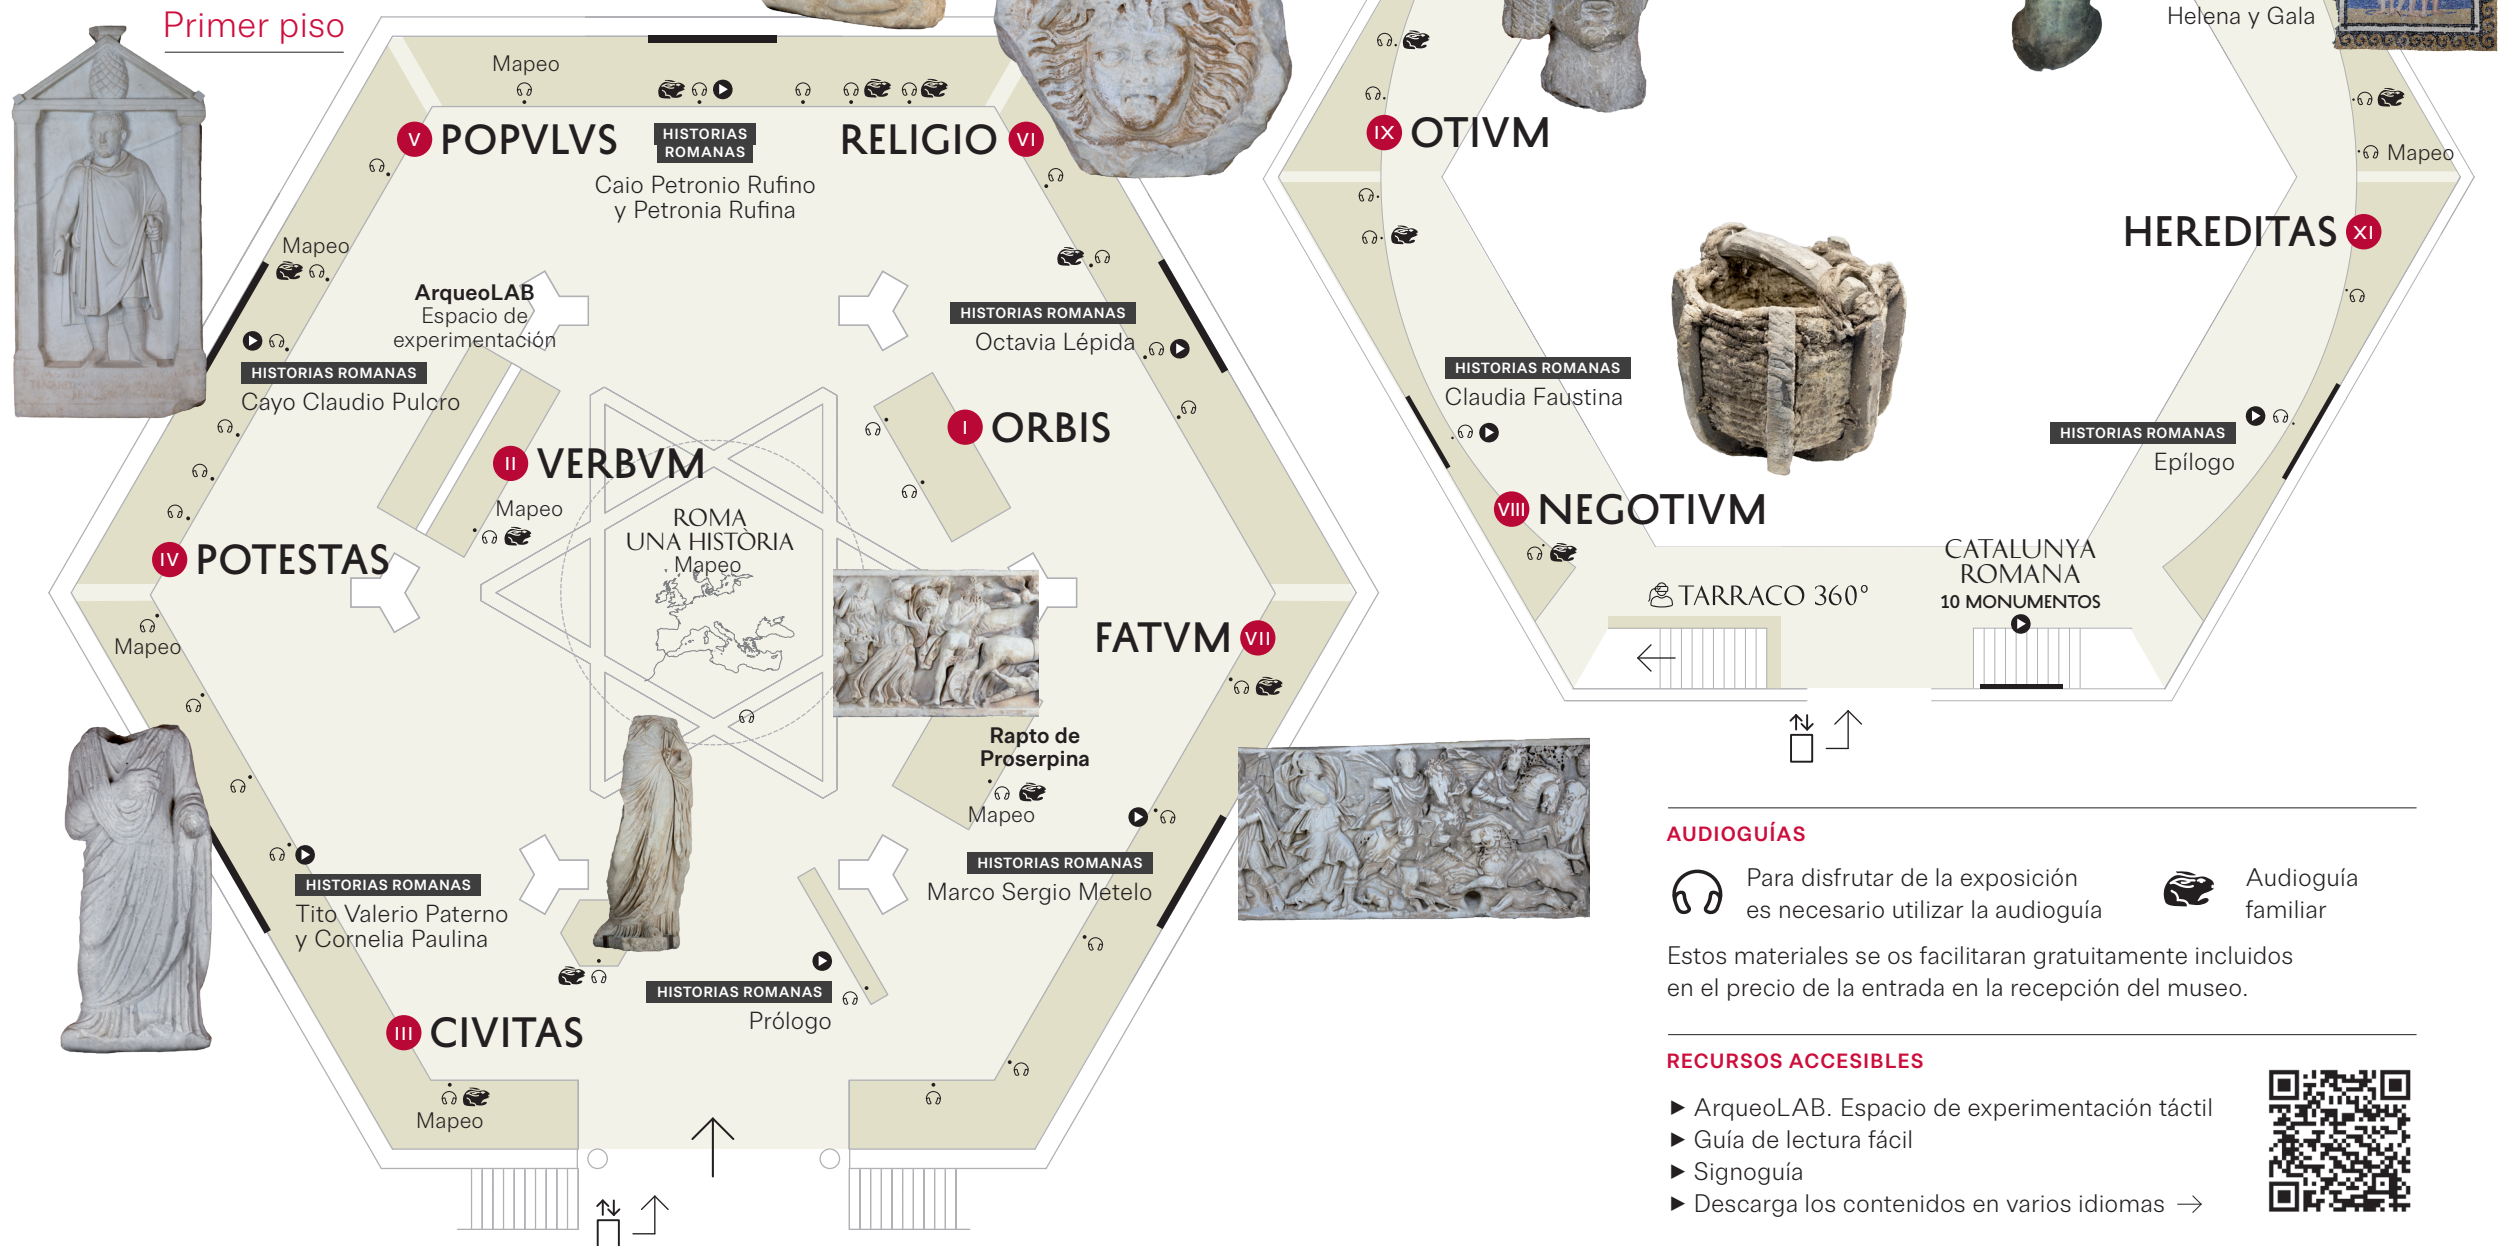 Primer piso
Mapeo
V POPVLVS
HISTORIAS
ROMANAS
Caio Petronio Rufino
y Petronia Rufina
RELIGIO VI
Mapeo
ArqueoLAB
Espacio de
experimentación
HISTORIAS ROMANAS
Cayo Claudio Pulcro
HISTORIAS ROMANAS
Octavia Lépida
I ORBIS
II VERBVM
Mapeo
ROMA
UNA HISTÒRIA
Mapeo
IV POTESTAS
Mapeo
FATVM VII
Rapto de
Proserpina
Mapeo
HISTORIAS ROMANAS
Marco Sergio Metelo
HISTORIAS ROMANAS
Tito Valerio Paterno
y Cornelia Paulina
HISTORIAS ROMANAS
Prólogo
III CIVITAS
Mapeo
Helena y Gala
IX OTIVM
Mapeo
HEREDITAS XI
HISTORIAS ROMANAS
Claudia Faustina
HISTORIAS ROMANAS
Epílogo
VIII NEGOTIVM
TARRACO 360°
CATALUNYA
ROMANA
10 MONUMENTOS
AUDIOGUÍAS
Para disfrutar de la exposición
es necesario utilizar la audioguía
Audioguía
familiar
Estos materiales se os facilitaran gratuitamente incluidos
en el precio de la entrada en la recepción del museo.
RECURSOS ACCESIBLES
► ArqueoLAB. Espacio de experimentación táctil
► Guía de lectura fácil
► Signoguía
► Descarga los contenidos en varios idiomas →